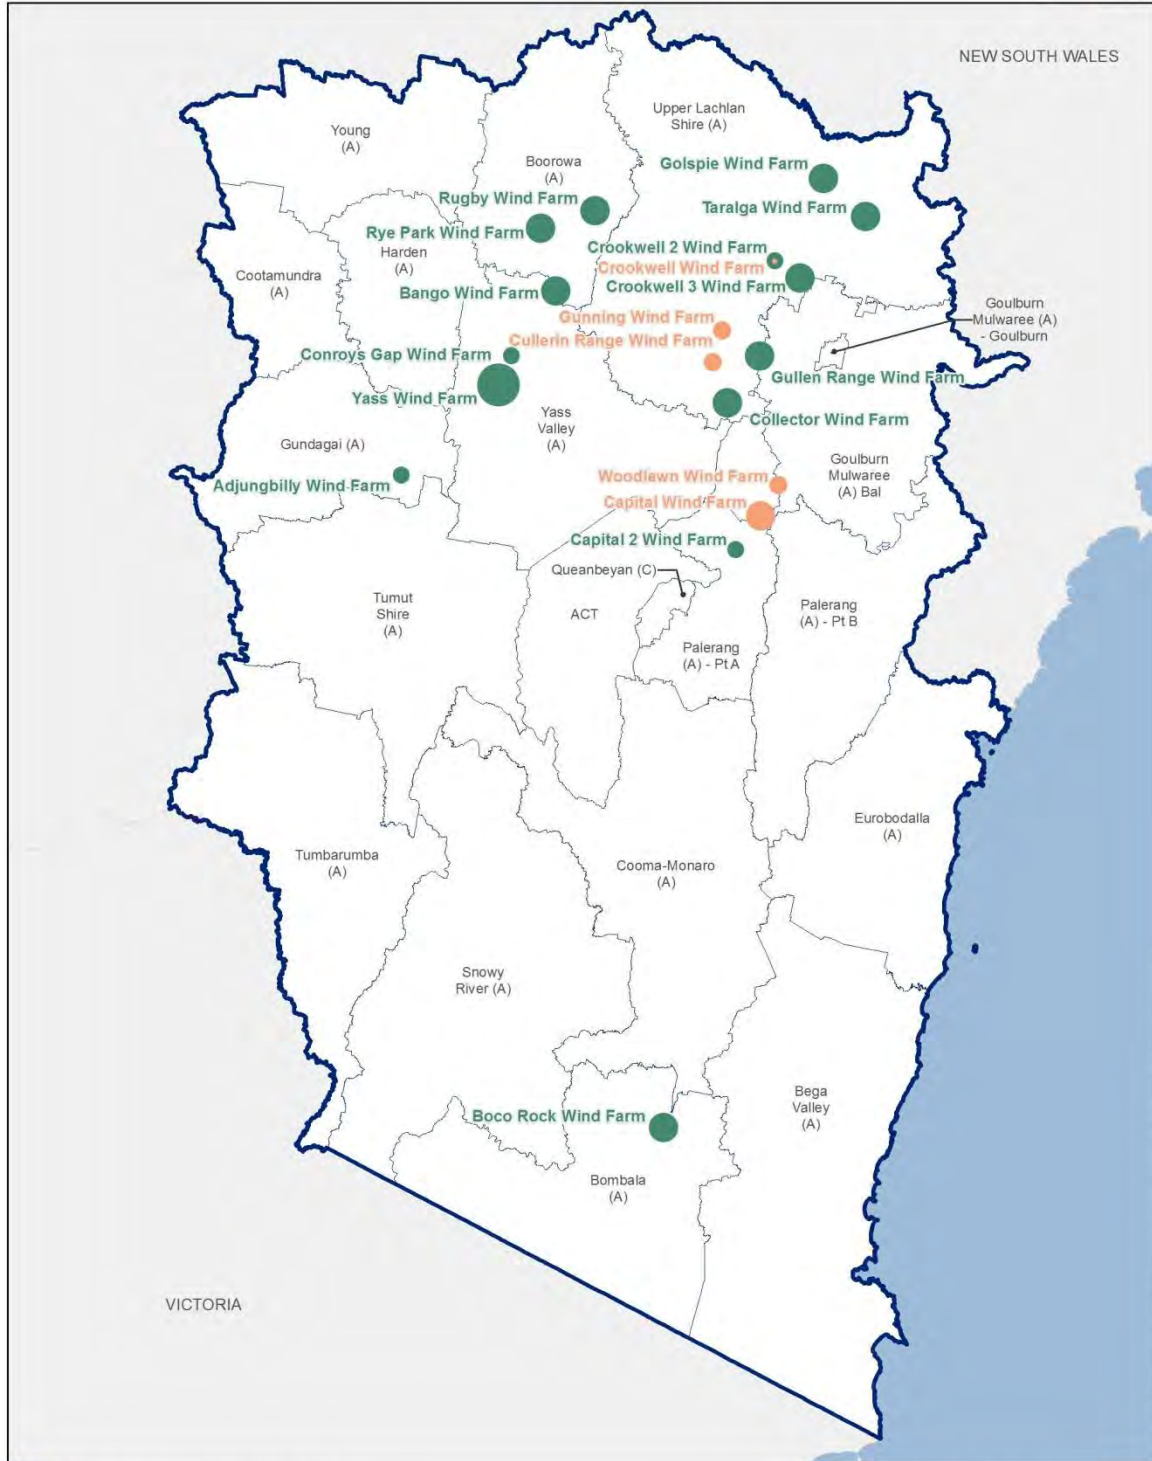 NEW SOUTH WALES
Upper Lachlan
Shire (A)
Young
(A)
Boorowa
(A)
Golspie Wind Farm
Rugby Wind Farm
Taralga Wind Farm
Rye Park Wind Farm
Harden
(A)
Crookwell 2 Wind Farm
Crookwell Wind Farm
Crookwell 3 Wind Farm
Cootamundra
(A)
Bango Wind Farm
Goulburn
Mulwaree (A)
- Goulburn
Gunning Wind Farm
Cullerin Range Wind Farm
Conroys Gap Wind Farm
Gullen Range Wind Farm
Yass Wind Farm
Collector Wind Farm
Yass
Valley
(A)
Gundagai (A)
Goulburn
Mulwaree
(A) Bal
Woodlawn Wind Farm
Adjungbilly Wind Farm
Capital Wind Farm
Capital 2 Wind Farm
Queanbeyan (C)
Tumut
Shire
(A)
ACT
Palerang
(A) - Pt B
Palerang
(A) - Pt A
Eurobodalla
(A)
Tumbarumba
(A)
Cooma-Monaro
(A)
Snowy
River (A)
Bega
Valley
(A)
Boco Rock Wind Farm
Bombala
(A)
VICTORIA